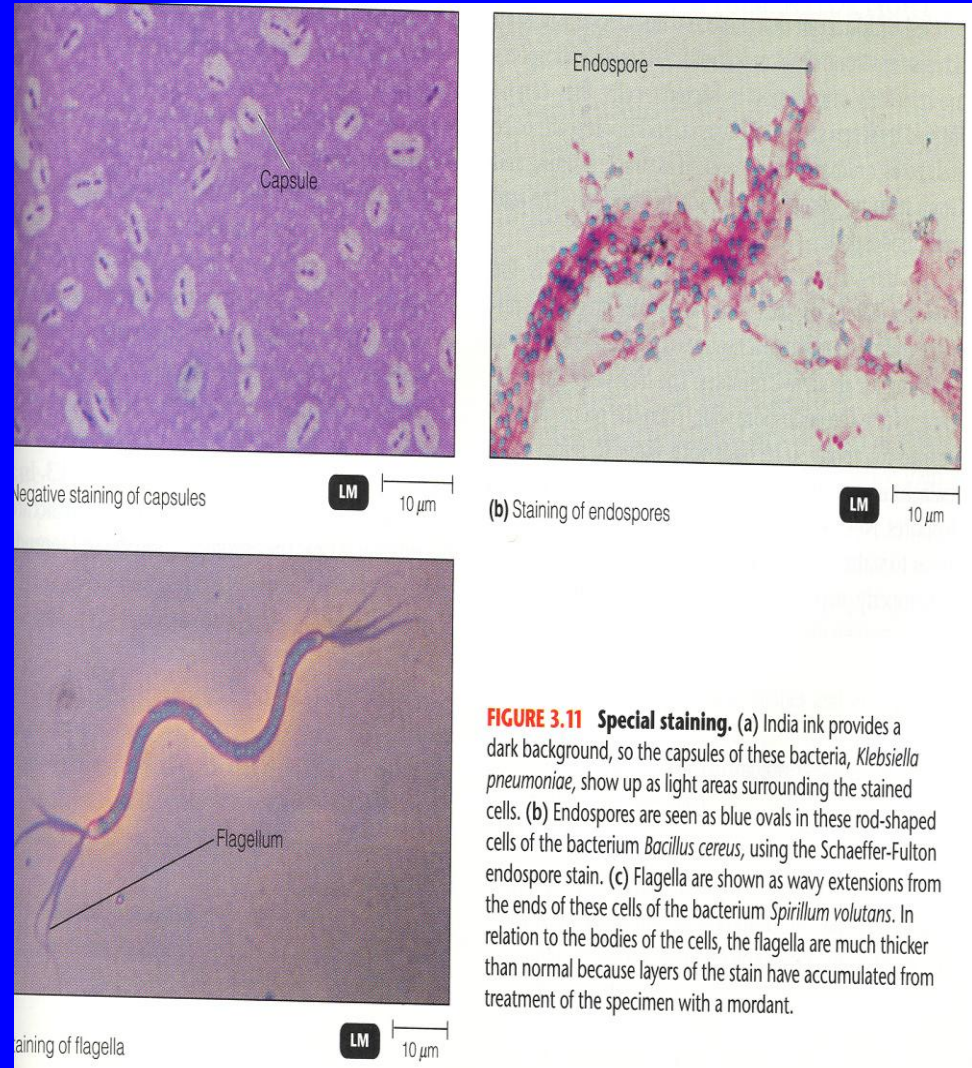 Capsule
Endospore
Negative staining of capsules
LM
10 µm
(b) Staining of endospores
LM
10 µm
Flagellum
taining of flagella
LM
10 µm
FIGURE 3.11 Special staining. (a) India ink provides a
dark background, so the capsules of these bacteria, Klebsiella
pneumoniae, show up as light areas surrounding the stained
cells. (b) Endospores are seen as blue ovals in these rod-shaped
cells of the bacterium Bacillus cereus, using the Schaeffer-Fulton
endospore stain. (c) Flagella are shown as wavy extensions from
the ends of these cells of the bacterium Spirillum volutans. In
relation to the bodies of the cells, the flagella are much thicker
than normal because layers of the stain have accumulated from
treatment of the specimen with a mordant.